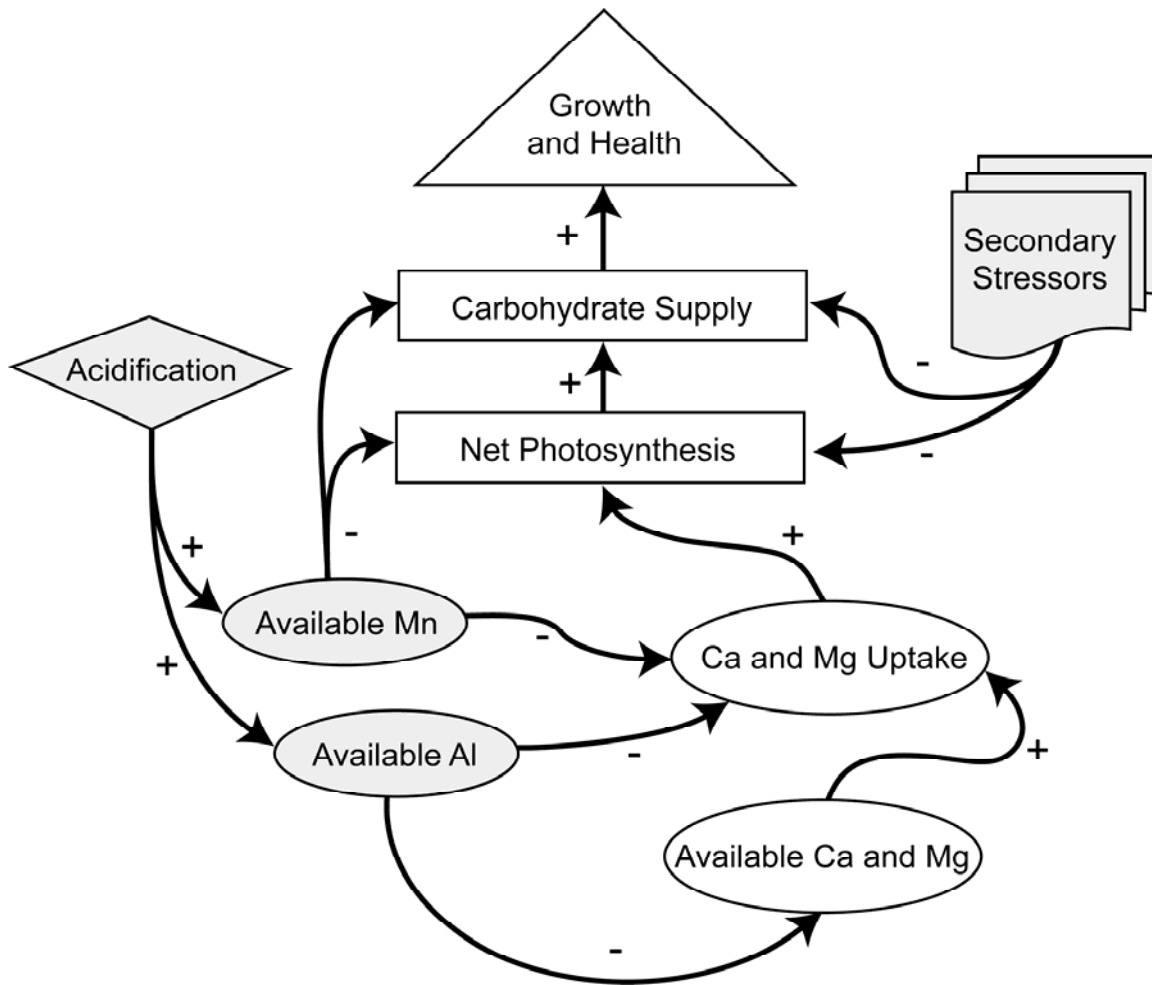 Growth
and Health
+
Secondary
Stressors
Carbohydrate Supply
Acidification
-
+
Net Photosynthesis
-
-
+
+
Available Mn
-
Ca and Mg Uptake
+
Available Al
-
+
Available Ca and Mg
-